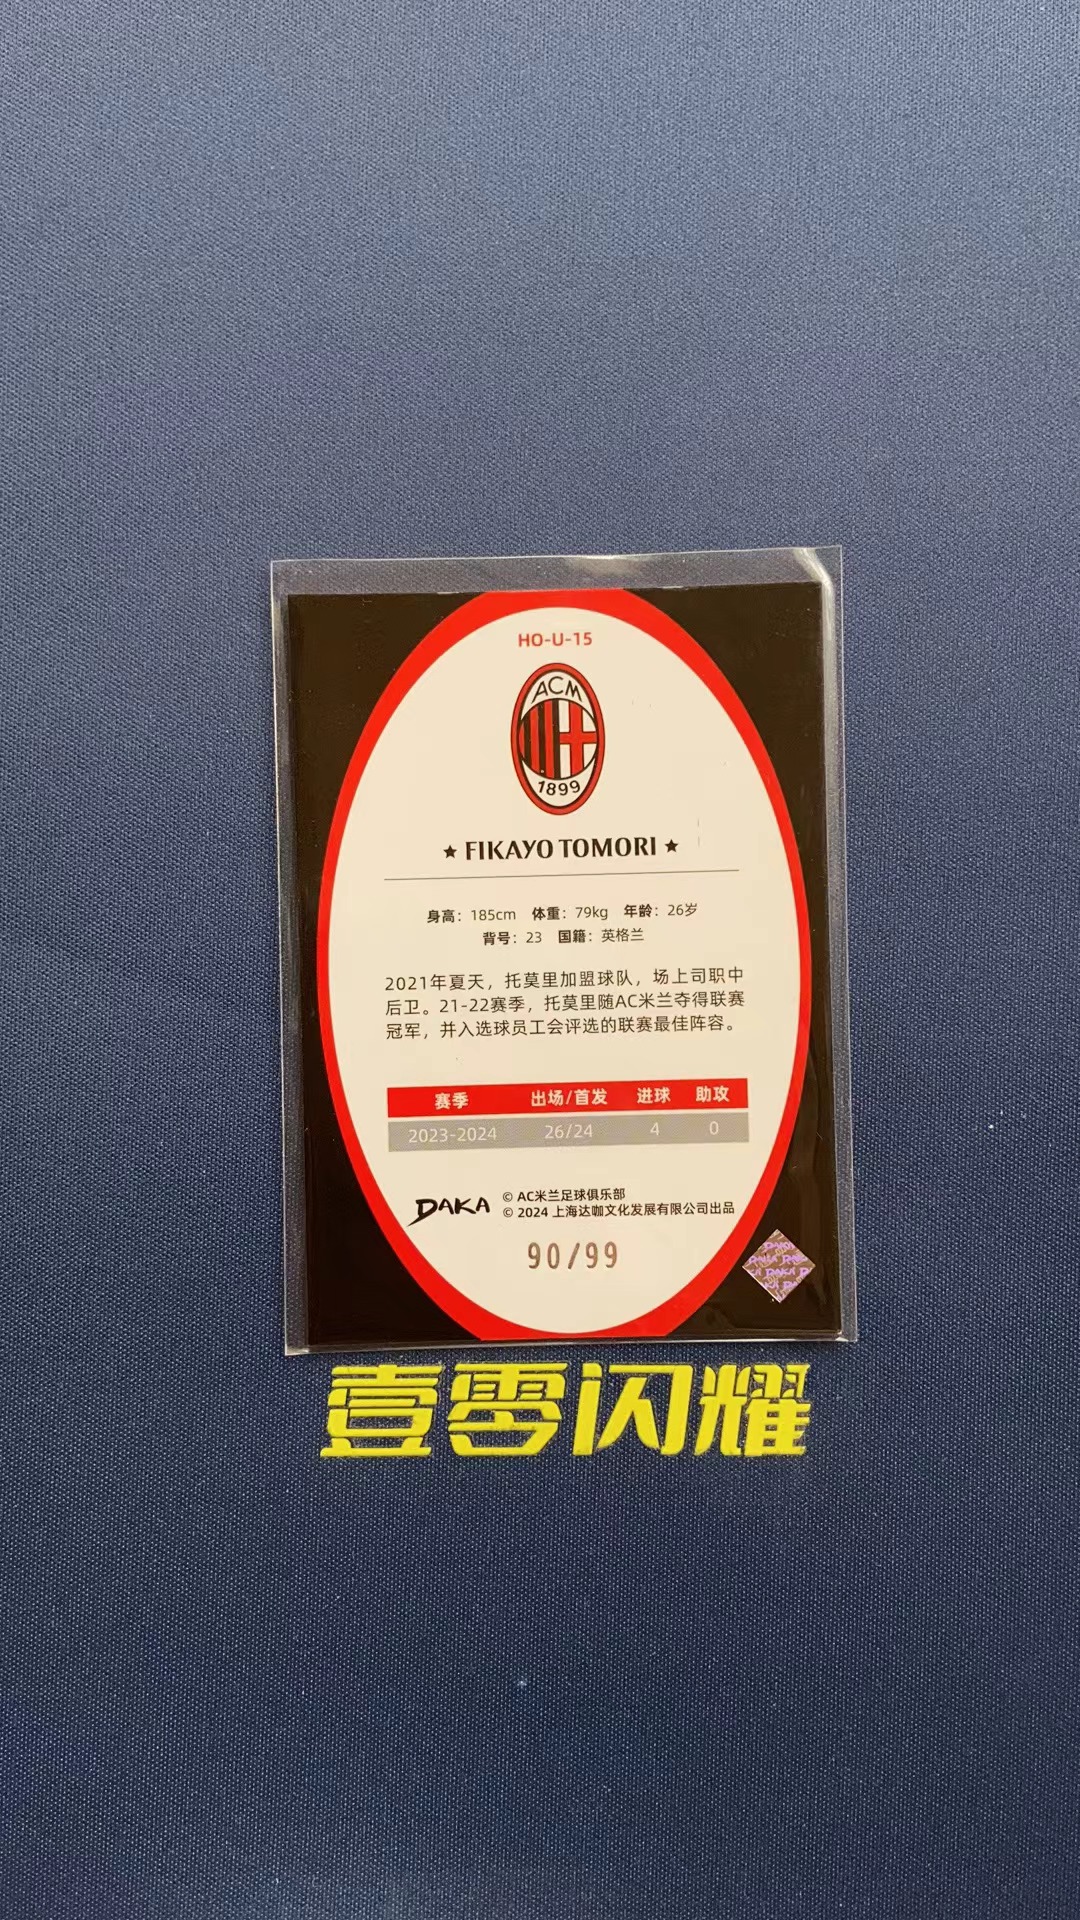 HO-U-15
ACM
1899
★ FIKAYO TOMORI ★
身高：185cm 体重：79kg 年龄：26岁
背号：23 国籍：英格兰
2021年夏天，托莫里加盟球队，场上司职中
后卫。21-22赛季，托莫里随AC米兰夺得联赛
冠军，并入选球员工会评选的联赛最佳阵容。
赛季 出场/首发 进球 助攻
2023-2024 26/24 4 0
DAKA © AC米兰足球俱乐部
© 2024 上海达咖文化发展有限公司出品
90/99
DAKA
壹零闪耀